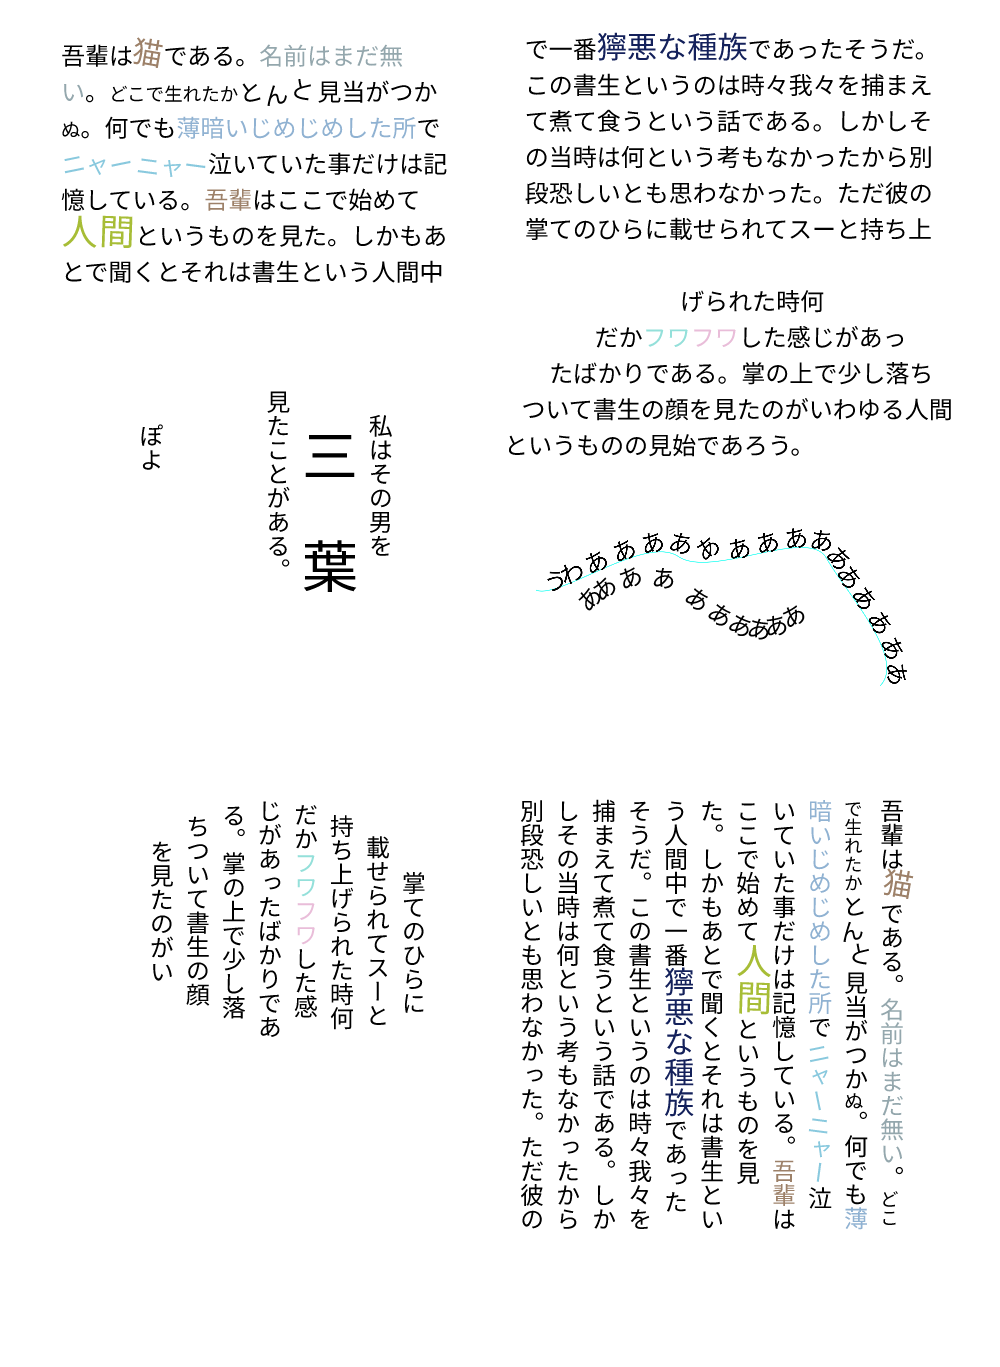 吾輩は猫である。名前はまだ無
い。どこで生れたかとんと見当がつか
ぬ。何でも薄暗いじめじめした所で
ニャーニャー泣いていた事だけは記
憶している。吾輩はここで始めて
人間というものを見た。しかもあ
とで聞くとそれは書生という人間中
で一番獰悪な種族であったそうだ。
この書生というのは時々我々を捕まえ
て煮て食うという話である。しかしそ
の当時は何という考もなかったから別
段恐しいとも思わなかった。ただ彼の
掌てのひらに載せられてスーと持ち上
げられた時何
だかフワフワした感じがあっ
たばかりである。掌の上で少し落ち
ついて書生の顔を見たのがいわゆる人間
というものの見始であろう。
私はその男を
三葉
見たことがある。
ぽよ
うわああああああああああああああ
あああああああああああ
吾輩は猫である。名前はまだ無い。どこ
で生れたかとんと見当がつかぬ。何でも薄
暗いじめじめした所でニャーニャー泣
いていた事だけは記憶している。吾輩は
ここで始めて人間というものを見
た。しかもあとで聞くとそれは書生とい
う人間中で一番獰悪な種族であった
そうだ。この書生というのは時々我々を
捕まえて煮て食うという話である。しか
しその当時は何という考もなかったから
別段恐しいとも思わなかった。ただ彼の
掌てのひらに
載せられてスーと
持ち上げられた時何
だかフワフワした感
じがあったばかりであ
る。掌の上で少し落
ちついて書生の顔
を見たのがい